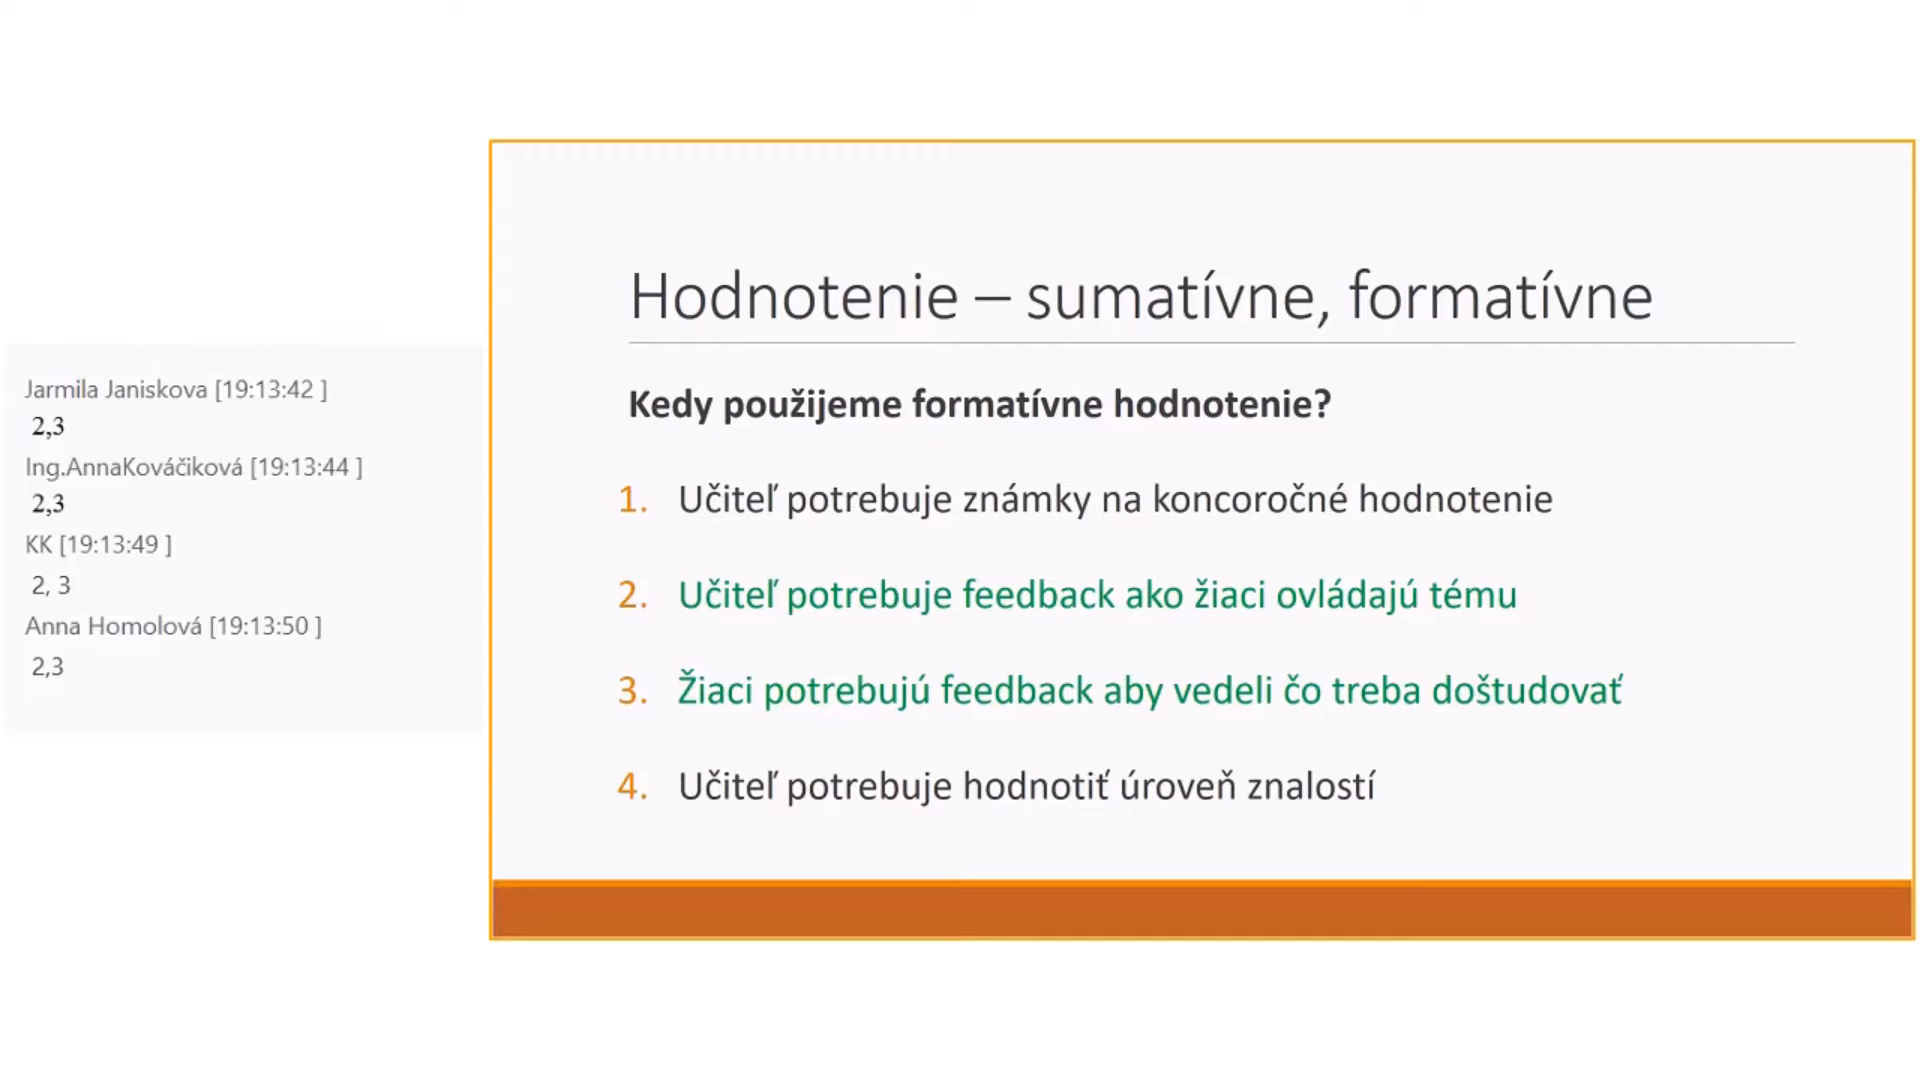 Jarmila Janiskova [19:13:42 ]
2,3
Ing.AnnaKováčiková [19:13:44 ]
2,3
KK [19:13:49 ]
2, 3
Anna Homolová [19:13:50 ]
2,3
Hodnotenie – sumatívne, formatívne
Kedy použijeme formatívne hodnotenie?
1. Učiteľ potrebuje známky na koncoročné hodnotenie
2. Učiteľ potrebuje feedback ako žiaci ovládajú tému
3. Žiaci potrebujú feedback aby vedeli čo treba doštudovať
4. Učiteľ potrebuje hodnotiť úroveň znalostí